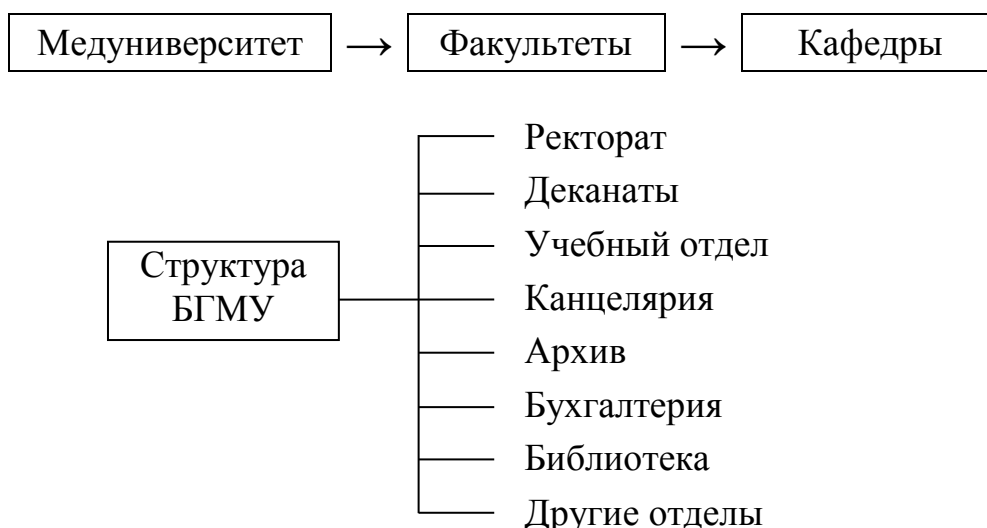 Медуниверситет → Факультеты → Кафедры
Ректорат
Деканаты
Учебный отдел
Структура
БГМУ
Канцелярия
Архив
Бухгалтерия
Библиотека
Другие отделы